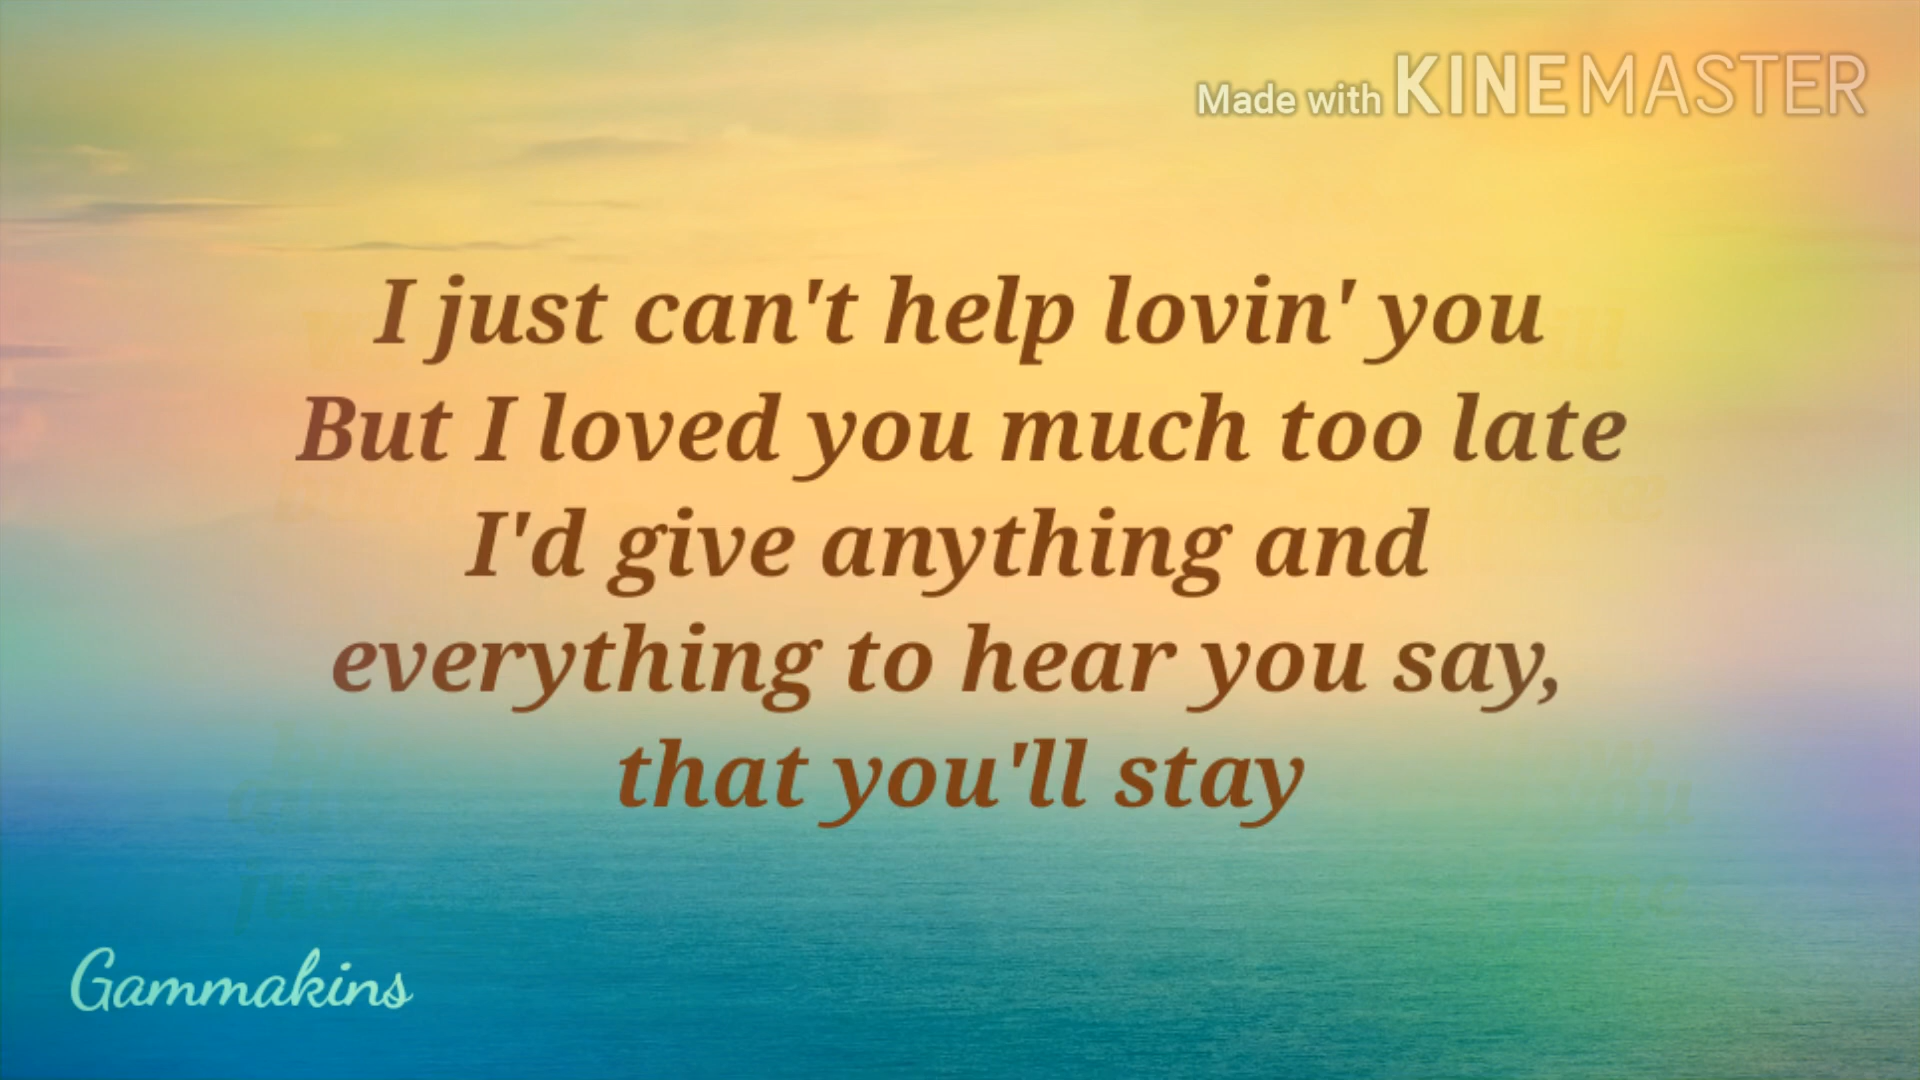 Made with KINEMASTER
I just can't help lovin' you
But I loved you much too late
I'd give anything and
everything to hear you say,
that you'll stay
Gammakins